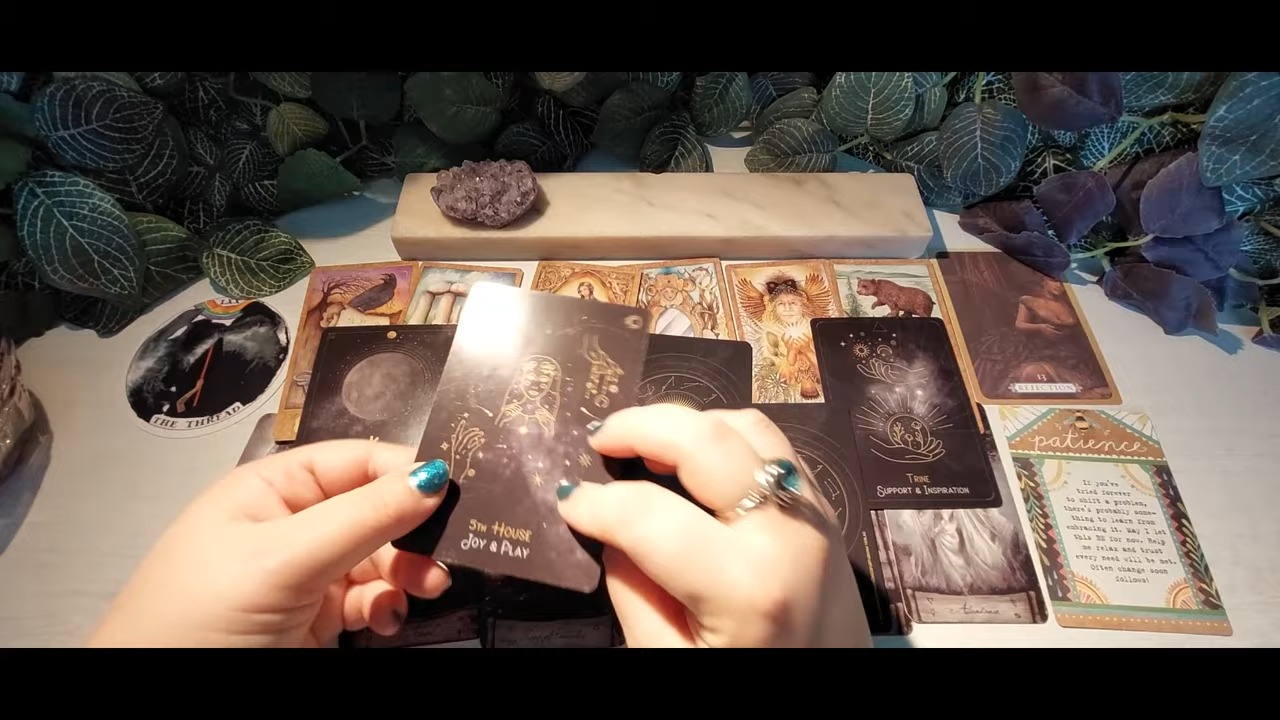 THE THREAD
5TH HOUSE
JOY & PLAY
TRINE
SUPPORT & INSPIRATION
13
REJECTION
patience
If you've
tried forever
to shift a problem,
there's probably some-
thing to learn from
embracing it. May I let
this BE for now. Help
me relax and trust
every need will be met.
Often change soon
follows!
Abundance